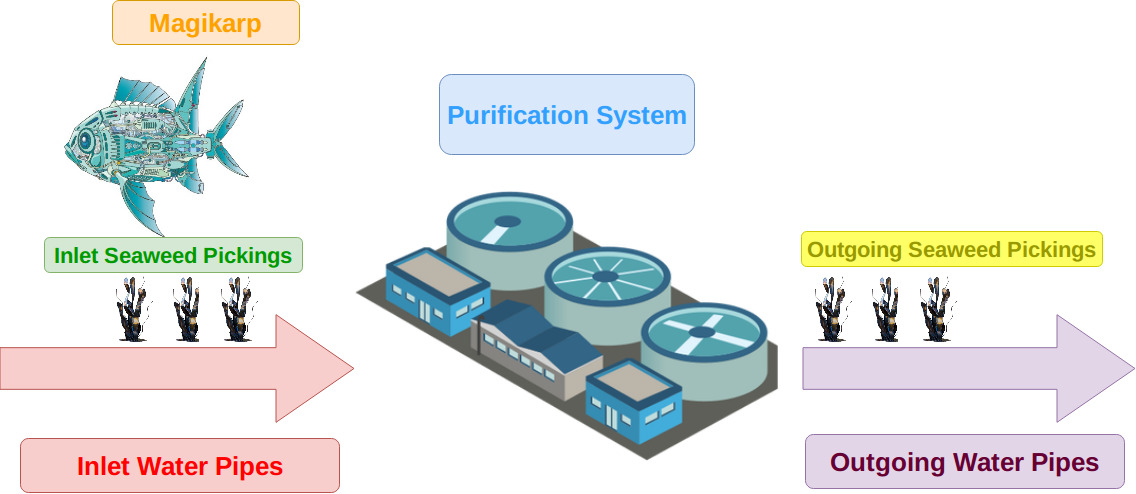 Magikarp
Purification System
Inlet Seaweed Pickings
Outgoing Seaweed Pickings
Inlet Water Pipes
Outgoing Water Pipes